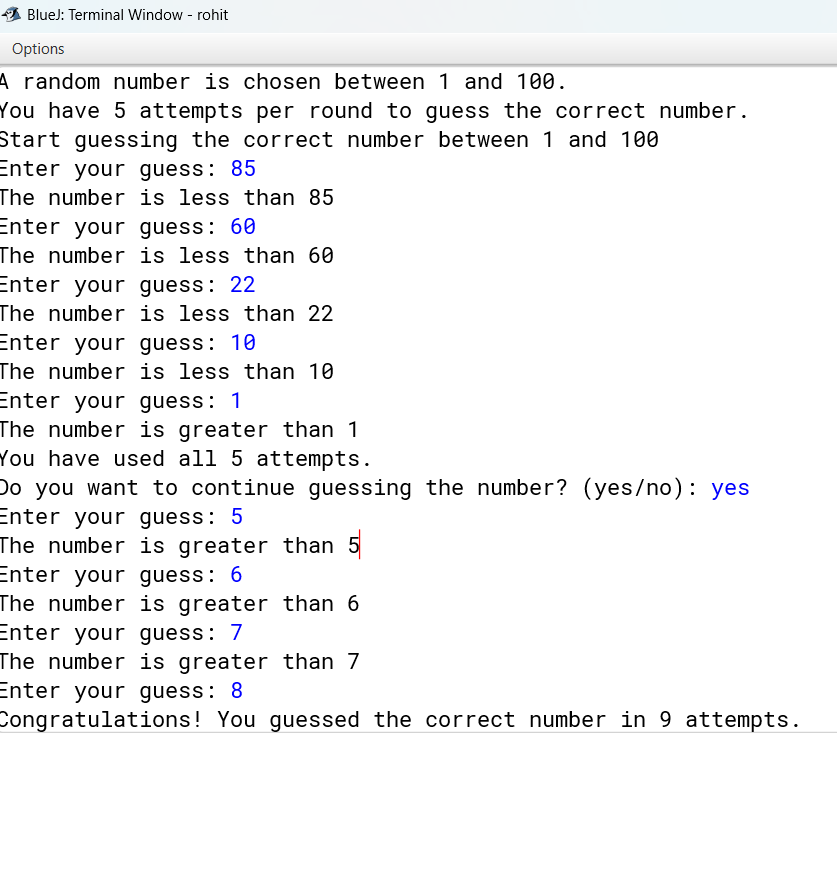 BlueJ: Terminal Window - rohit
Options
A random number is chosen between 1 and 100.
You have 5 attempts per round to guess the correct number.
Start guessing the correct number between 1 and 100
Enter your guess: 85
The number is less than 85
Enter your guess: 60
The number is less than 60
Enter your guess: 22
The number is less than 22
Enter your guess: 10
The number is less than 10
Enter your guess: 1
The number is greater than 1
You have used all 5 attempts.
Do you want to continue guessing the number? (yes/no): yes
Enter your guess: 5
The number is greater than 5
Enter your guess: 6
The number is greater than 6
Enter your guess: 7
The number is greater than 7
Enter your guess: 8
Congratulations! You guessed the correct number in 9 attempts.